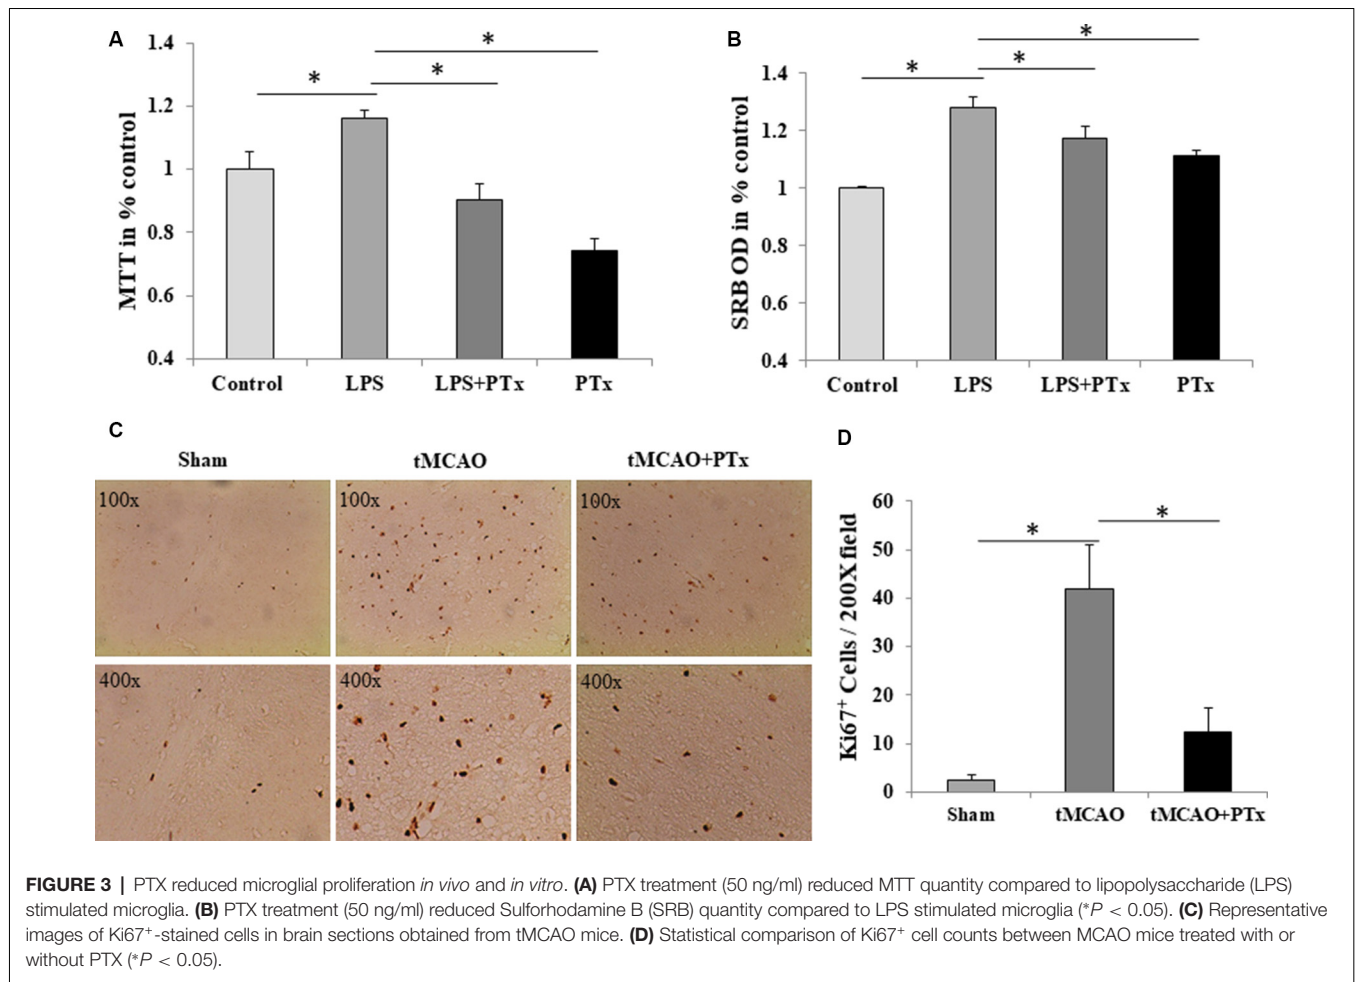 A
MTT in % control
1.4
1.2
1
0.8
0.6
0.4
*
*
*
Control LPS LPS+PTx PTx
B
SRB OD in % control
1.4
1.2
1
0.8
0.6
0.4
*
*
*
Control LPS LPS+PTx PTx
C
Sham tMCAO tMCAO+PTx
100x 100x 100x
400x 400x 400x
D
Ki67+ Cells / 200X field
60
50
40
30
20
10
0
*
*
Sham tMCAO tMCAO+PTx
FIGURE 3 | PTX reduced microglial proliferation in vivo and in vitro. (A) PTX treatment (50 ng/ml) reduced MTT quantity compared to lipopolysaccharide (LPS)
stimulated microglia. (B) PTX treatment (50 ng/ml) reduced Sulforhodamine B (SRB) quantity compared to LPS stimulated microglia (*P < 0.05). (C) Representative
images of Ki67+-stained cells in brain sections obtained from tMCAO mice. (D) Statistical comparison of Ki67+ cell counts between MCAO mice treated with or
without PTX (*P < 0.05).